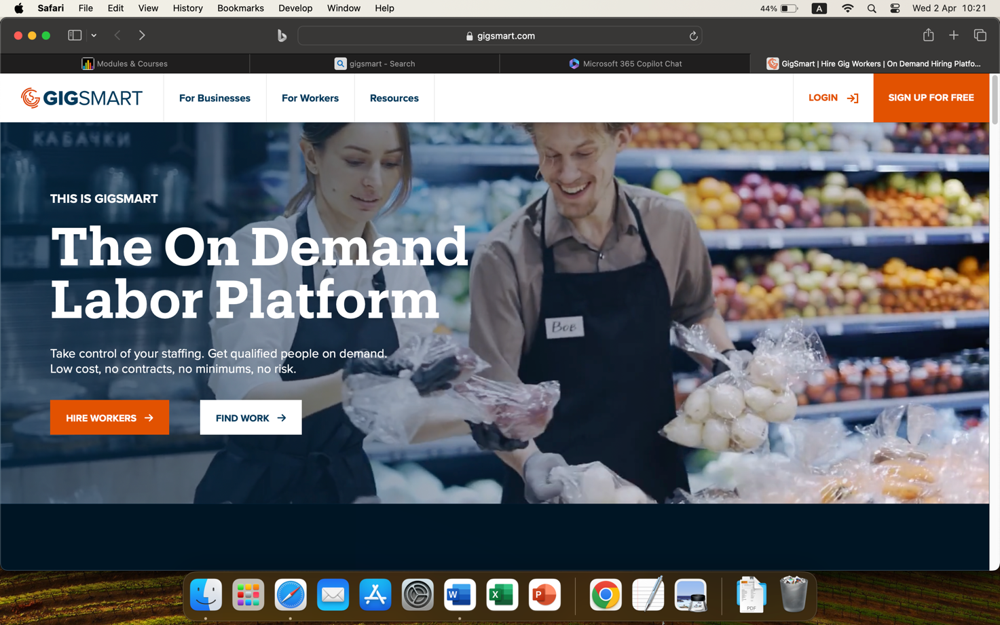 Safari File Edit View History Bookmarks Develop Window Help 44% A Wed 2 Apr 10:21
gigsmart.com
Modules & Courses gigsmart - Search Microsoft 365 Copilot Chat GigSmart | Hire Gig Workers | On Demand Hiring Platfo...
GIGSMART For Businesses For Workers Resources LOGIN SIGN UP FOR FREE
КАБАЧКИ
THIS IS GIGSMART
The On Demand
Labor Platform
Bob
Take control of your staffing. Get qualified people on demand.
Low cost, no contracts, no minimums, no risk.
HIRE WORKERS → FIND WORK →
W X P PDF